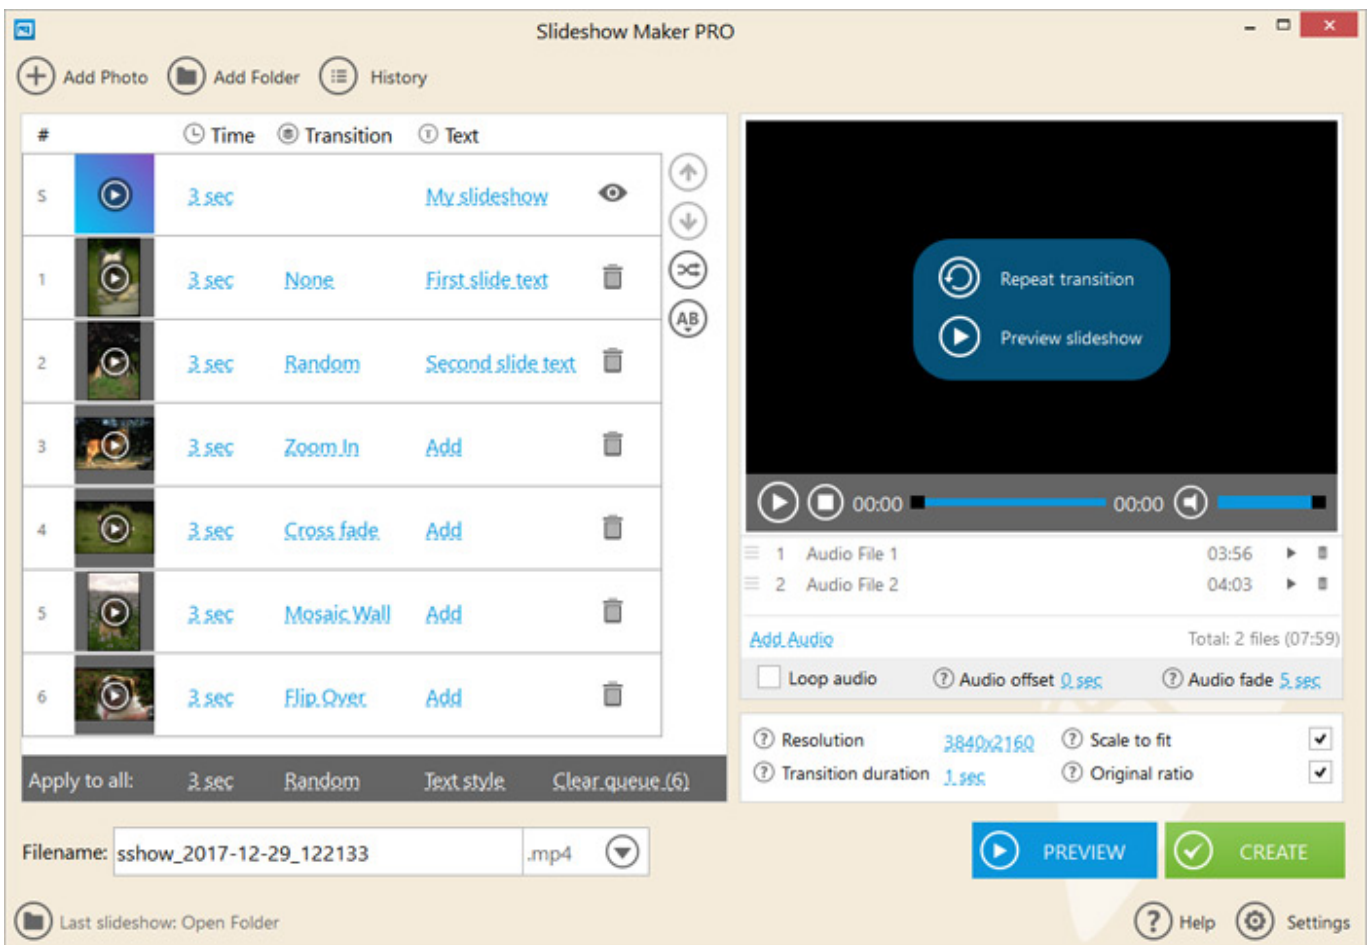 Slideshow Maker PRO
Add Photo Add Folder History
# Time Transition Text
S 3 sec My slideshow
1 3 sec None First slide text
2 3 sec Random Second slide text
3 3 sec Zoom In Add
4 3 sec Cross fade Add
5 3 sec Mosaic Wall Add
6 3 sec Flip Over Add
Apply to all: 3 sec Random Text style Clear queue (6)
AB
Repeat transition
Preview slideshow
00:00 00:00
1 Audio File 1 03:56
2 Audio File 2 04:03
Add Audio Total: 2 files (07:59)
Loop audio ? Audio offset 0 sec ? Audio fade 5 sec
? Resolution 3840x2160 ? Scale to fit
? Transition duration 1 sec ? Original ratio
Filename: sshow_2017-12-29_122133 .mp4
PREVIEW CREATE
Last slideshow: Open Folder ? Help Settings